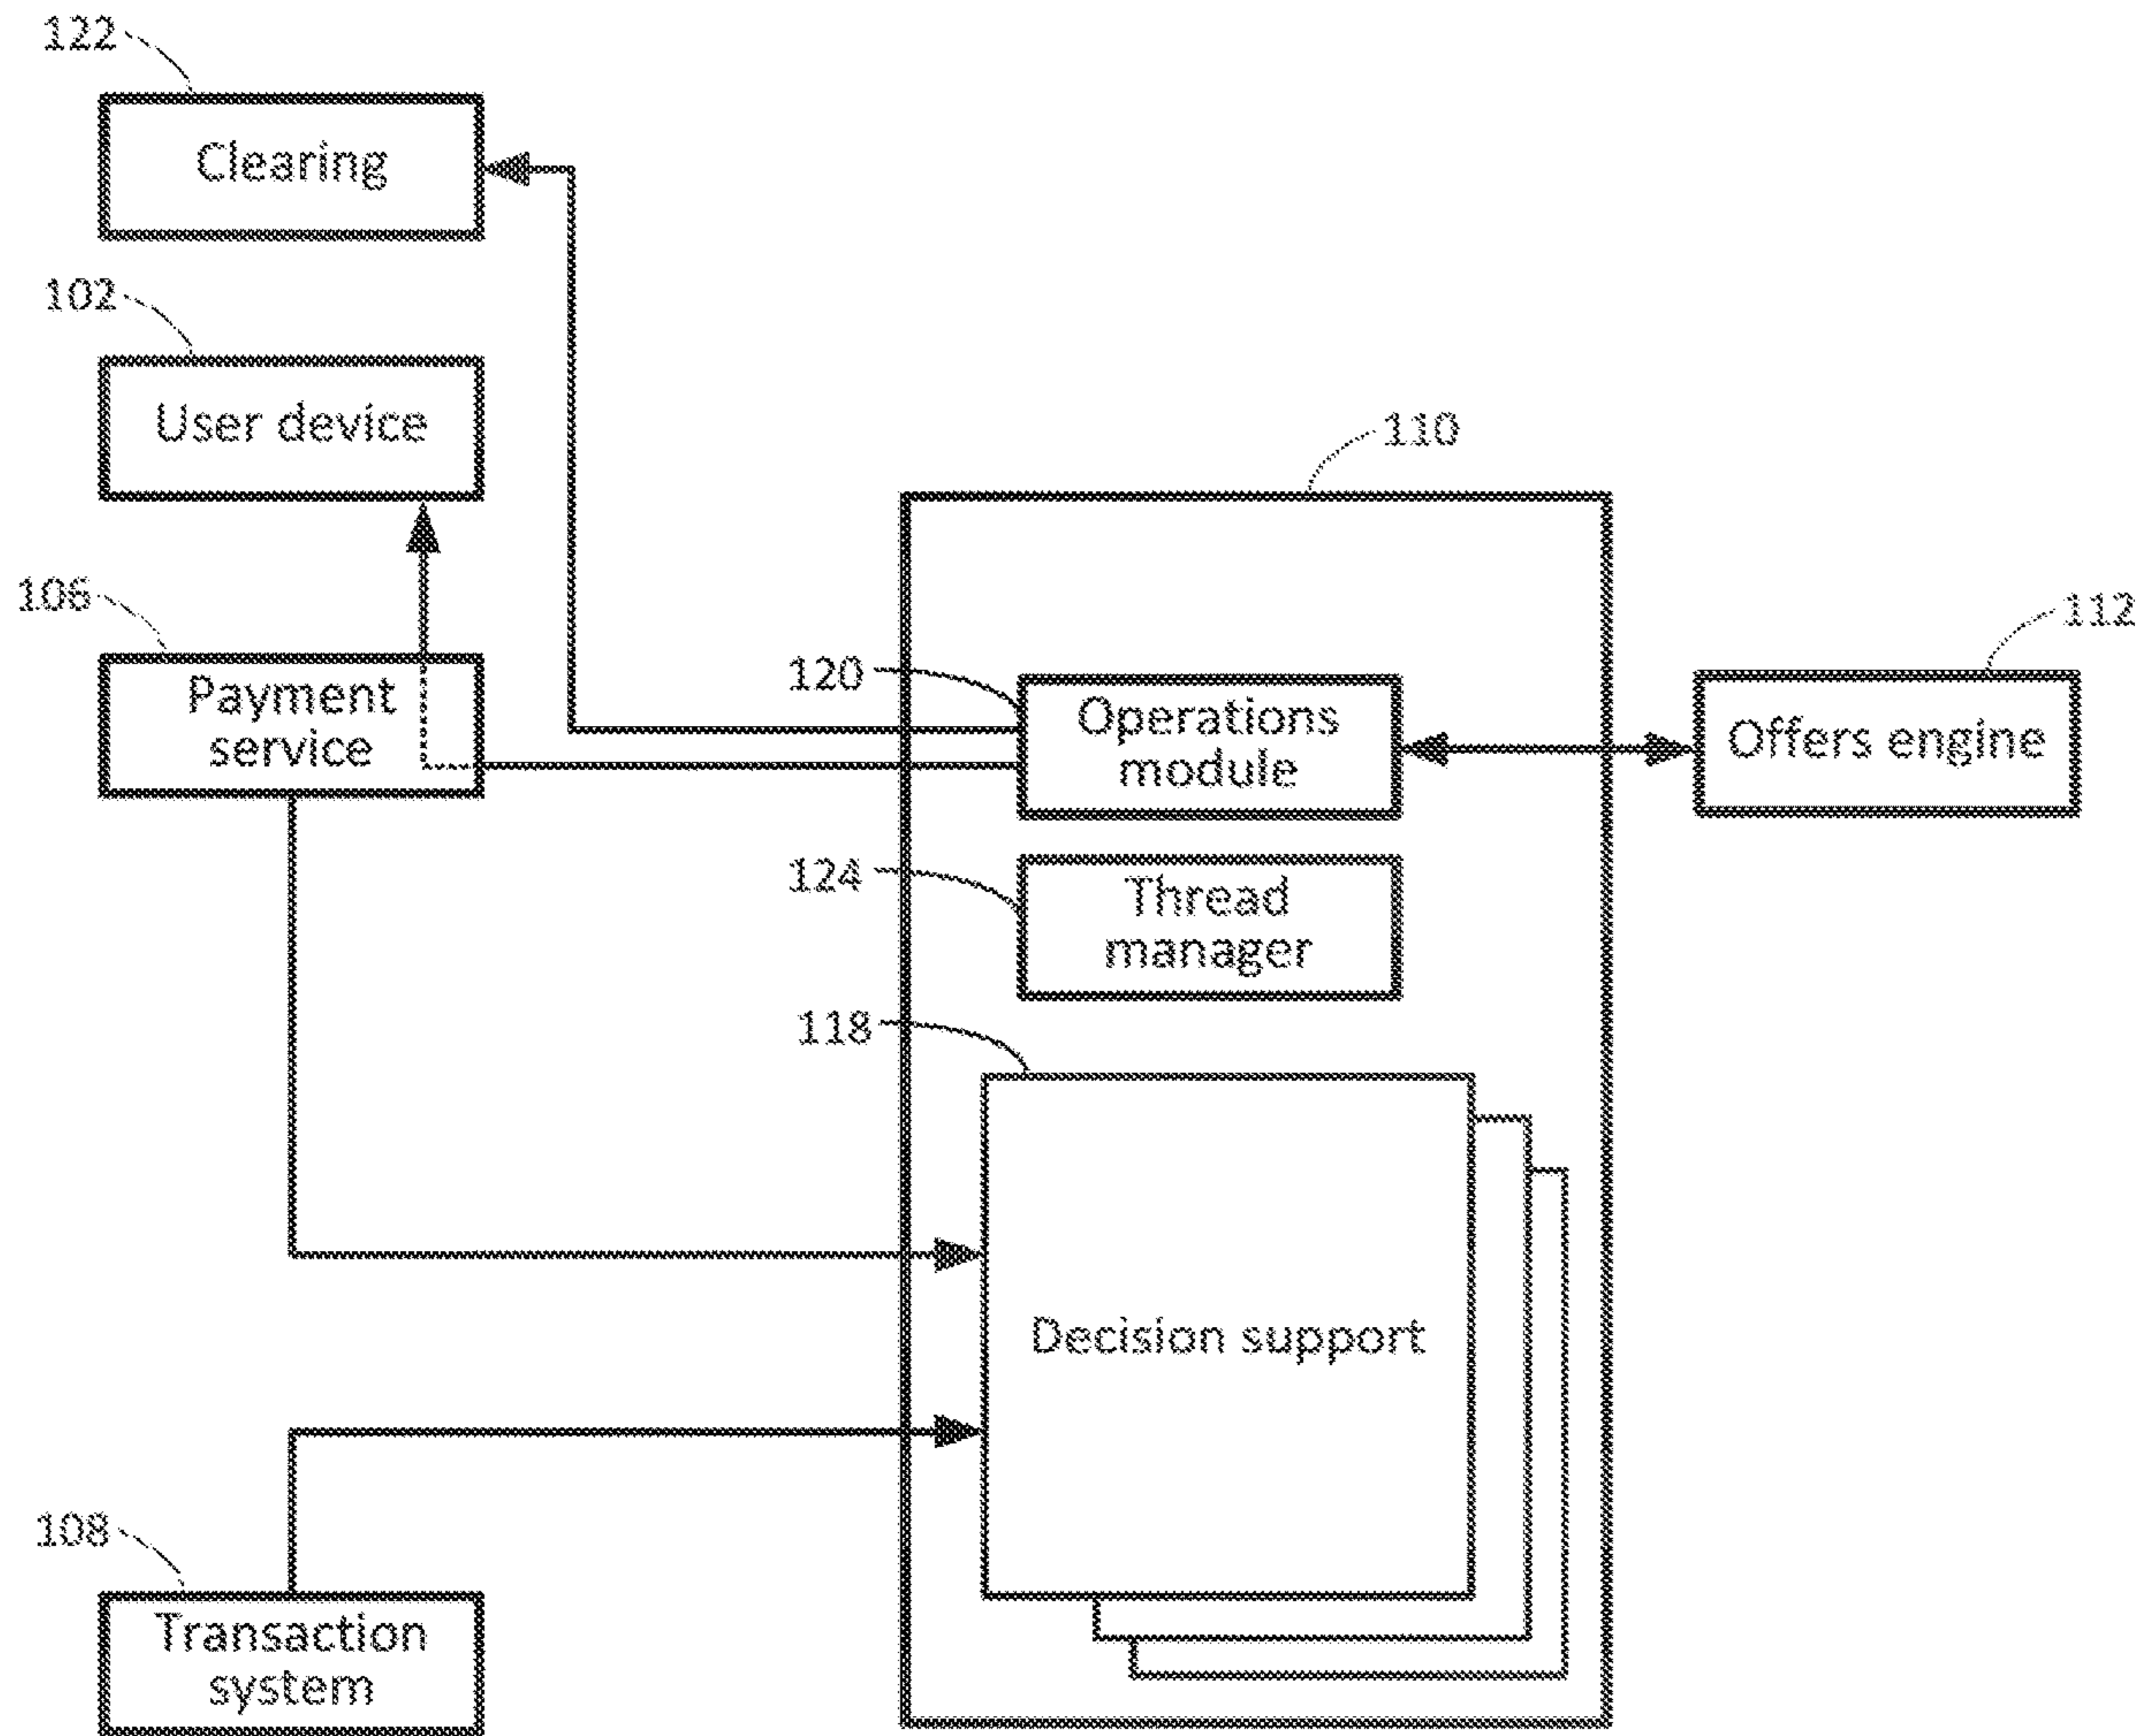 122
Clearing
102
User device
110
106
Payment
service
112
120
Operations
module
Offers engine
124
Thread
manager
118
Decision support
108
Transaction
system